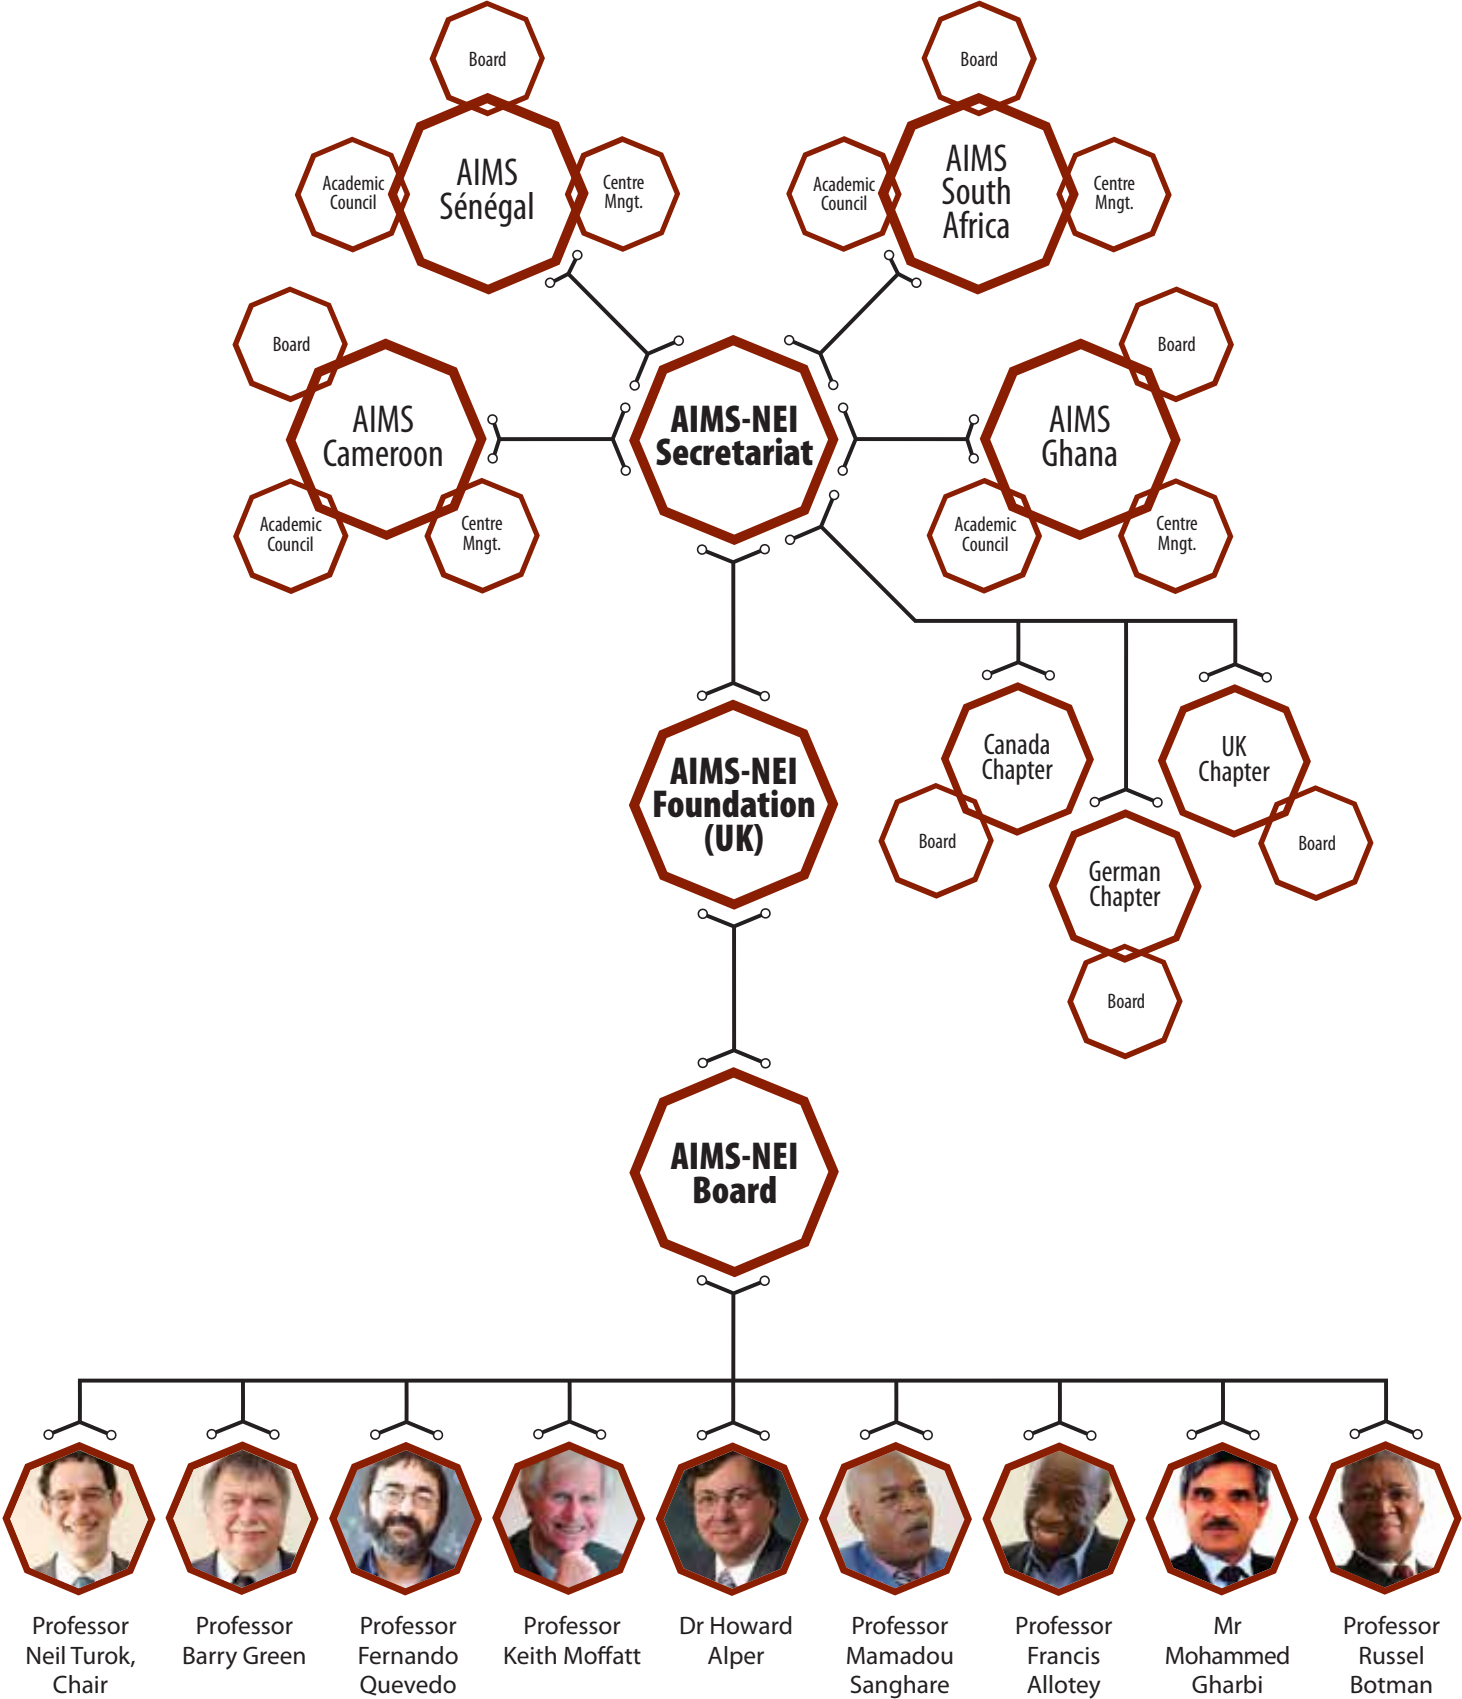 Board
Academic
Council
AIMS
Sénégal
Centre
Mngt.
Board
Academic
Council
AIMS
South
Africa
Centre
Mngt.
Board
AIMS
Cameroon
Academic
Council
Centre
Mngt.
AIMS-NEI
Secretariat
Board
AIMS
Ghana
Academic
Council
Centre
Mngt.
AIMS-NEI
Foundation
(UK)
Canada
Chapter
Board
German
Chapter
Board
UK
Chapter
Board
AIMS-NEI
Board
Professor
Neil Turok,
Chair
Professor
Barry Green
Professor
Fernando
Quevedo
Professor
Keith Moffatt
Dr Howard
Alper
Professor
Mamadou
Sanghare
Professor
Francis
Allotey
Mr
Mohammed
Gharbi
Professor
Russel
Botman